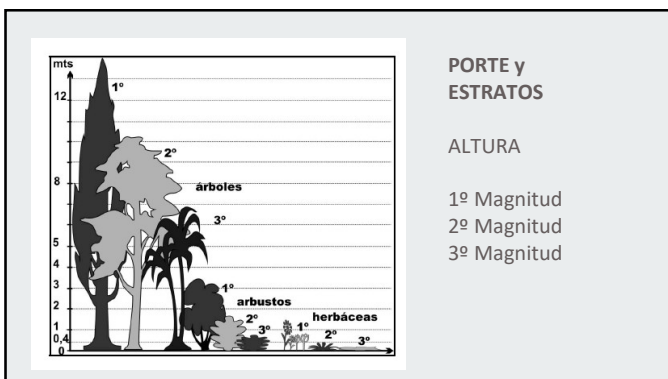 mts
1º
12
2º
8
árboles
3º
5
4
3
1º
arbustos
2
2º
herbáceas
1
3º
1º
2º
0,4
3º
0
PORTE y
ESTRATOS
ALTURA
1º Magnitud
2º Magnitud
3º Magnitud